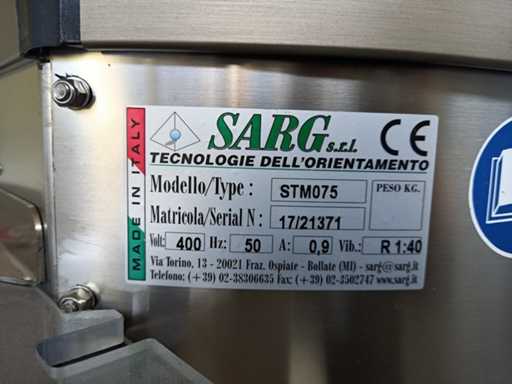 MADE IN ITALY
SARG s.r.l.
CE
TECNOLOGIE DELL'ORIENTAMENTO
Modello/Type : STM075 PESO KG.
Matricola/Serial N : 17/21371
Volt: 400 Hz: 50 A: 0,9 Vib.: R 1:40
Via Torino, 13 - 20021 Fraz. Ospiate - Bollate (MI) - sarg@sarg.it
Telefono: (+39) 02-38306635 Fax: (+39) 02-3502747 www.sarg.it